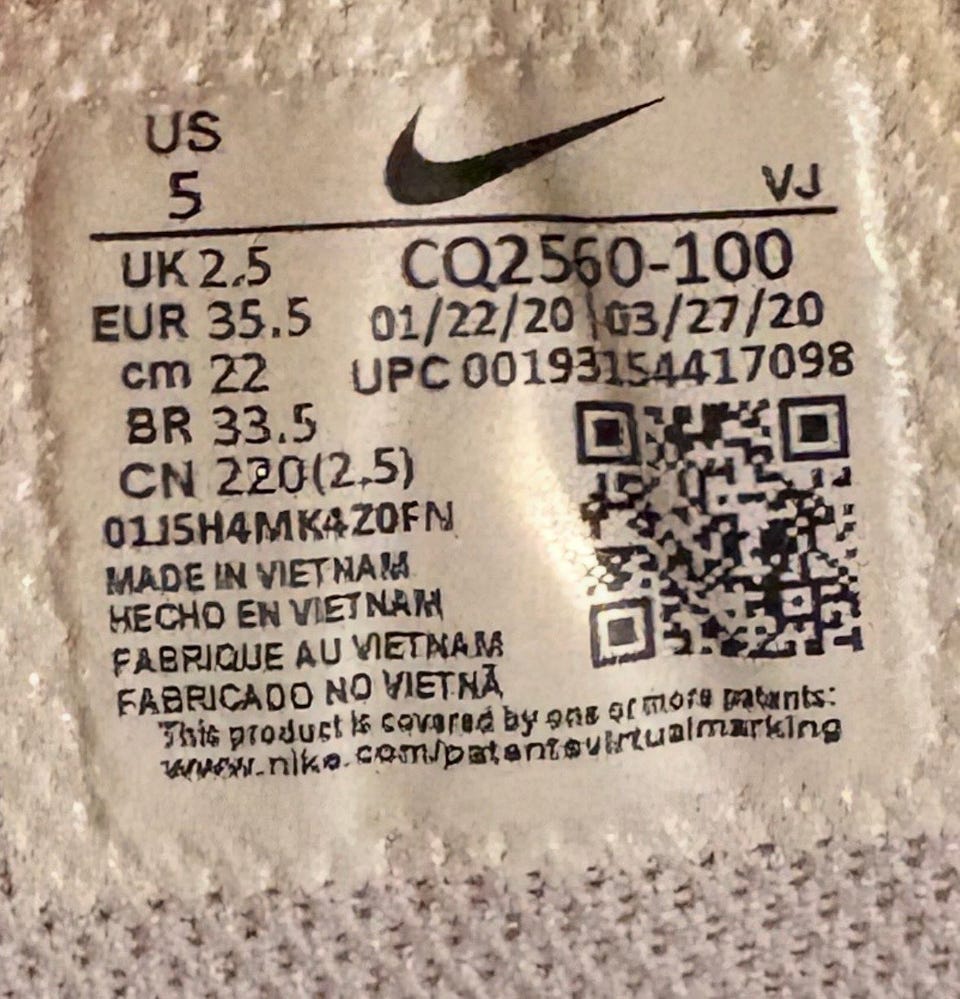 US
5
VJ
UK 2.5
CQ2560-100
EUR 35.5
01/22/20 03/27/20
cm 22
UPC 00193154417098
BR 33.5
CN 220(2.5)
01J5H4MK4Z0FN
MADE IN VIETNAM
HECHO EN VIETNAM
FABRIQUE AU VIETNAM
FABRICADO NO VIETNÃ
This product is covered by one or more patents:
www.nike.com/patentsvirtualmarking